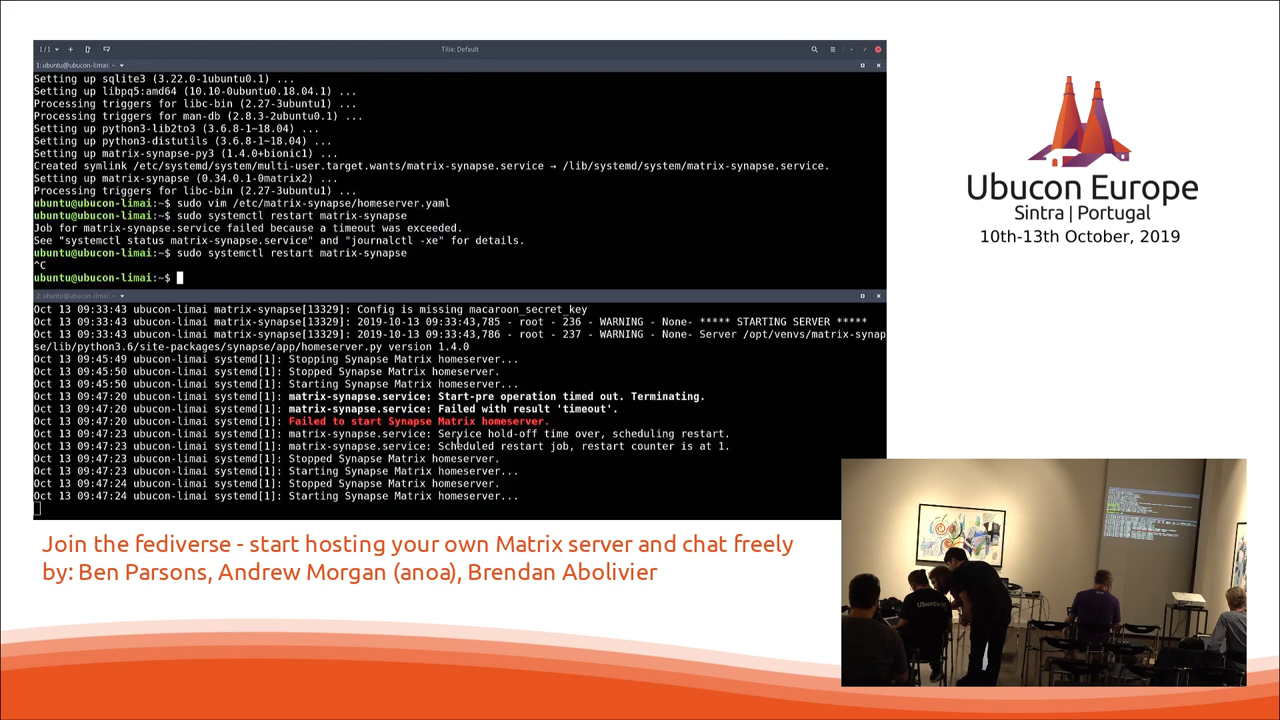 1/1
Tilix: Default
1: ubuntu@ubucon-limai: ~
Setting up sqlite3 (3.22.0-1ubuntu0.1) ...
Setting up libpq5:amd64 (10.10-0ubuntu0.18.04.1) ...
Processing triggers for libc-bin (2.27-3ubuntu1) ...
Processing triggers for man-db (2.8.3-2ubuntu0.1) ...
Setting up python3-lib2to3 (3.6.8-1~18.04) ...
Setting up python3-distutils (3.6.8-1~18.04) ...
Setting up matrix-synapse-py3 (1.4.0+bionic1) ...
Created symlink /etc/systemd/system/multi-user.target.wants/matrix-synapse.service → /lib/systemd/system/matrix-synapse.service.
Setting up matrix-synapse (0.34.0.1-0matrix2) ...
Processing triggers for libc-bin (2.27-3ubuntu1) ...
ubuntu@ubucon-limai:~$ sudo vim /etc/matrix-synapse/homeserver.yaml
ubuntu@ubucon-limai:~$ sudo systemctl restart matrix-synapse
Job for matrix-synapse.service failed because a timeout was exceeded.
See "systemctl status matrix-synapse.service" and "journalctl -xe" for details.
ubuntu@ubucon-limai:~$ sudo systemctl restart matrix-synapse
^C
ubuntu@ubucon-limai:~$
2: ubuntu@ubucon-limai: ~
Oct 13 09:33:43 ubucon-limai matrix-synapse[13329]: Config is missing macaroon_secret_key
Oct 13 09:33:43 ubucon-limai matrix-synapse[13329]: 2019-10-13 09:33:43,785 - root - 236 - WARNING - None- ***** STARTING SERVER *****
Oct 13 09:33:43 ubucon-limai matrix-synapse[13329]: 2019-10-13 09:33:43,786 - root - 237 - WARNING - None- Server /opt/venvs/matrix-synap
se/lib/python3.6/site-packages/synapse/app/homeserver.py version 1.4.0
Oct 13 09:45:49 ubucon-limai systemd[1]: Stopping Synapse Matrix homeserver...
Oct 13 09:45:50 ubucon-limai systemd[1]: Stopped Synapse Matrix homeserver.
Oct 13 09:45:50 ubucon-limai systemd[1]: Starting Synapse Matrix homeserver...
Oct 13 09:47:20 ubucon-limai systemd[1]: matrix-synapse.service: Start-pre operation timed out. Terminating.
Oct 13 09:47:20 ubucon-limai systemd[1]: matrix-synapse.service: Failed with result 'timeout'.
Oct 13 09:47:20 ubucon-limai systemd[1]: Failed to start Synapse Matrix homeserver.
Oct 13 09:47:23 ubucon-limai systemd[1]: matrix-synapse.service: Service hold-off time over, scheduling restart.
Oct 13 09:47:23 ubucon-limai systemd[1]: matrix-synapse.service: Scheduled restart job, restart counter is at 1.
Oct 13 09:47:23 ubucon-limai systemd[1]: Stopped Synapse Matrix homeserver.
Oct 13 09:47:23 ubucon-limai systemd[1]: Starting Synapse Matrix homeserver...
Oct 13 09:47:24 ubucon-limai systemd[1]: Stopped Synapse Matrix homeserver.
Oct 13 09:47:24 ubucon-limai systemd[1]: Starting Synapse Matrix homeserver...
Ubucon Europe
Sintra | Portugal
10th-13th October, 2019
Join the fediverse - start hosting your own Matrix server and chat freely
by: Ben Parsons, Andrew Morgan (anoa), Brendan Abolivier